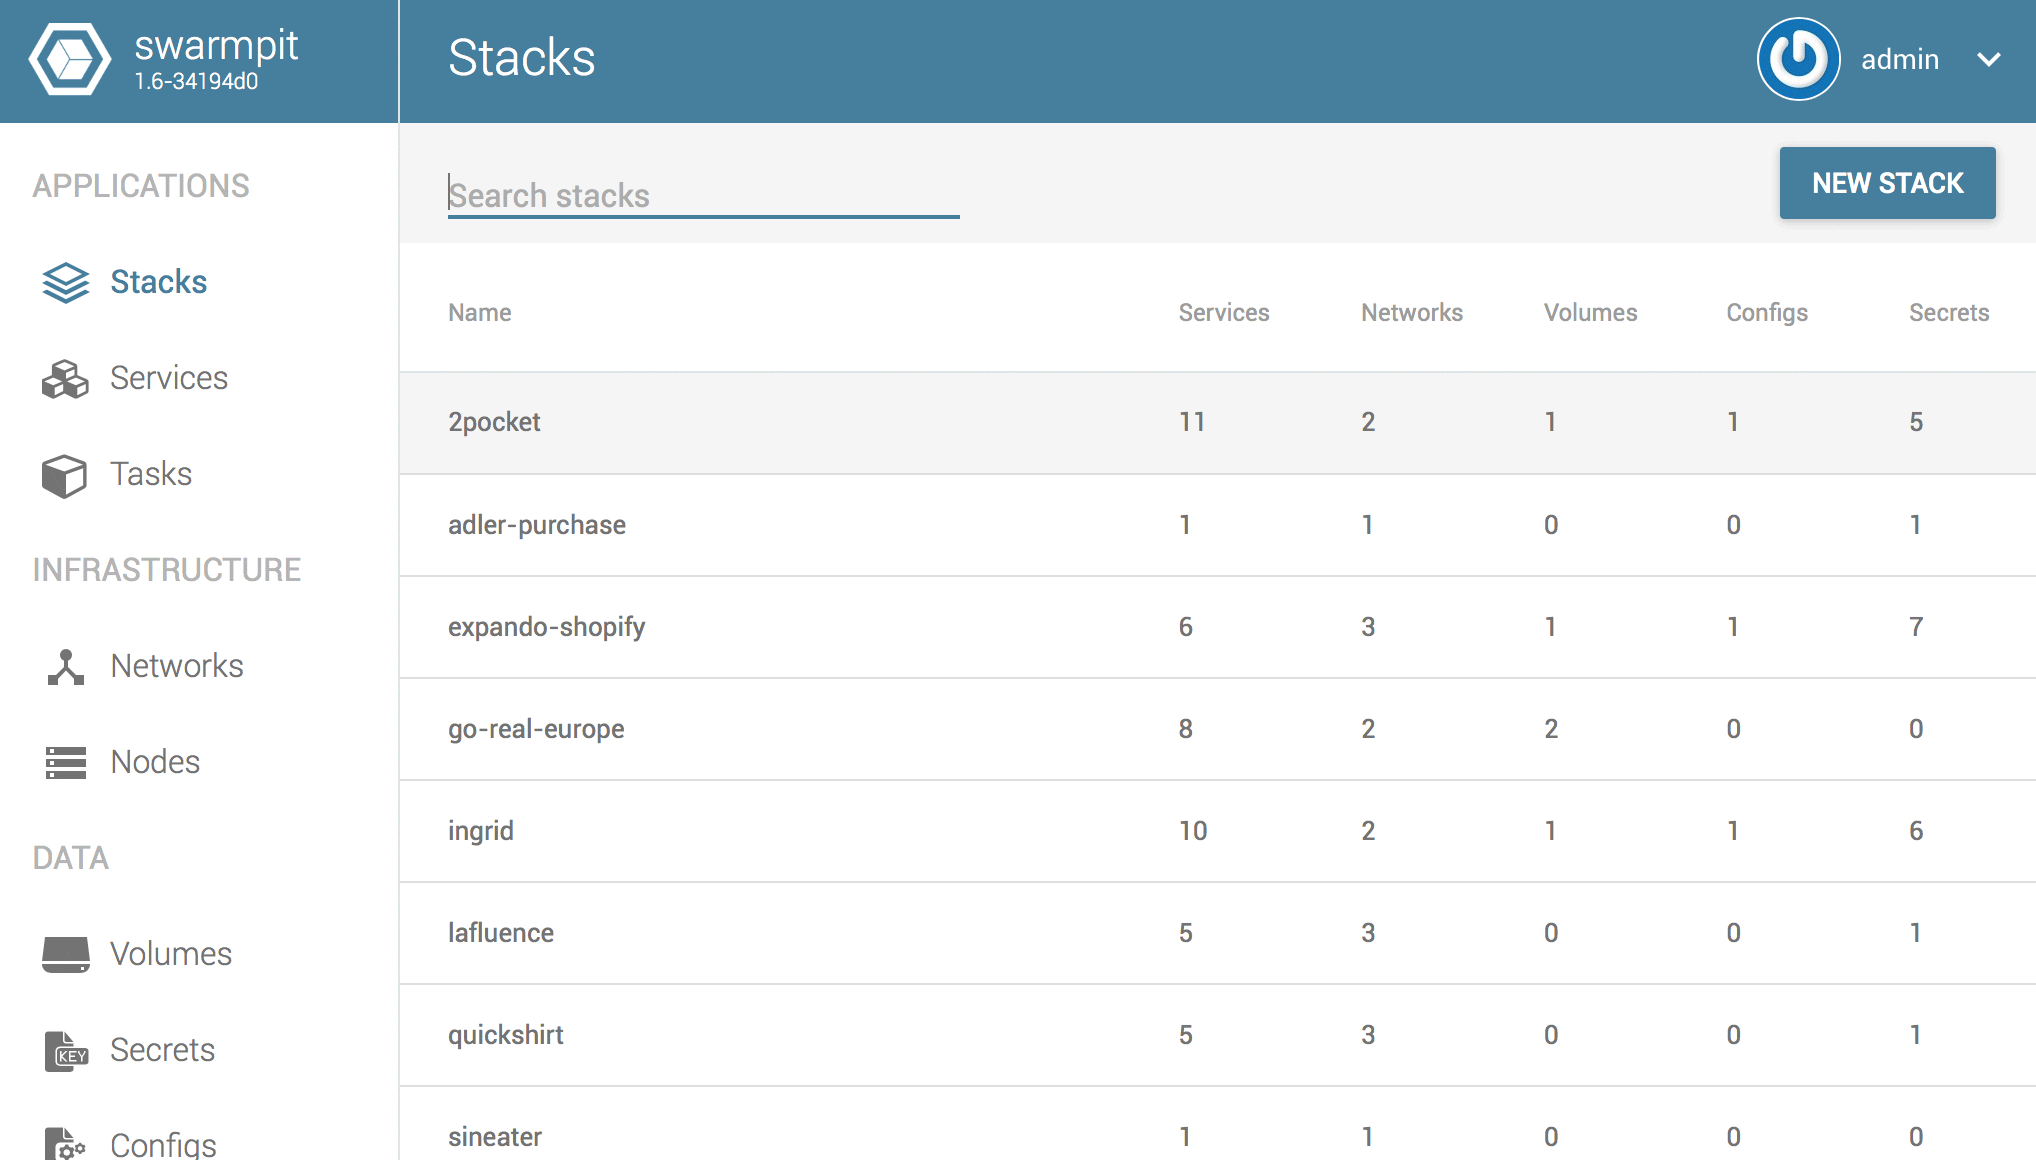 swarmpit
1.6-34194d0
Stacks
admin
APPLICATIONS
Stacks
Services
Tasks
INFRASTRUCTURE
Networks
Nodes
DATA
Volumes
KEY
Secrets
Configs
Search stacks
NEW STACK
Name Services Networks Volumes Configs Secrets
2pocket 11 2 1 1 5
adler-purchase 1 1 0 0 1
expando-shopify 6 3 1 1 7
go-real-europe 8 2 2 0 0
ingrid 10 2 1 1 6
lafluence 5 3 0 0 1
quickshirt 5 3 0 0 1
sineater 1 1 0 0 0